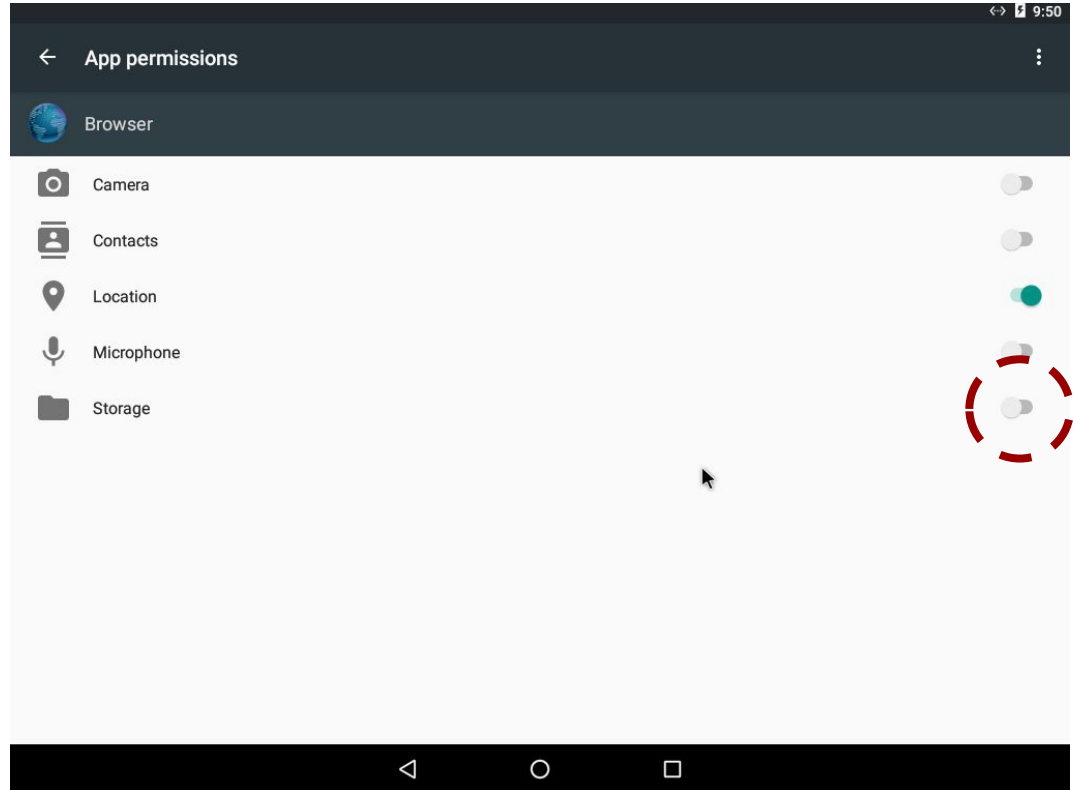 9:50
App permissions
Browser
Camera
Contacts
Location
Microphone
Storage